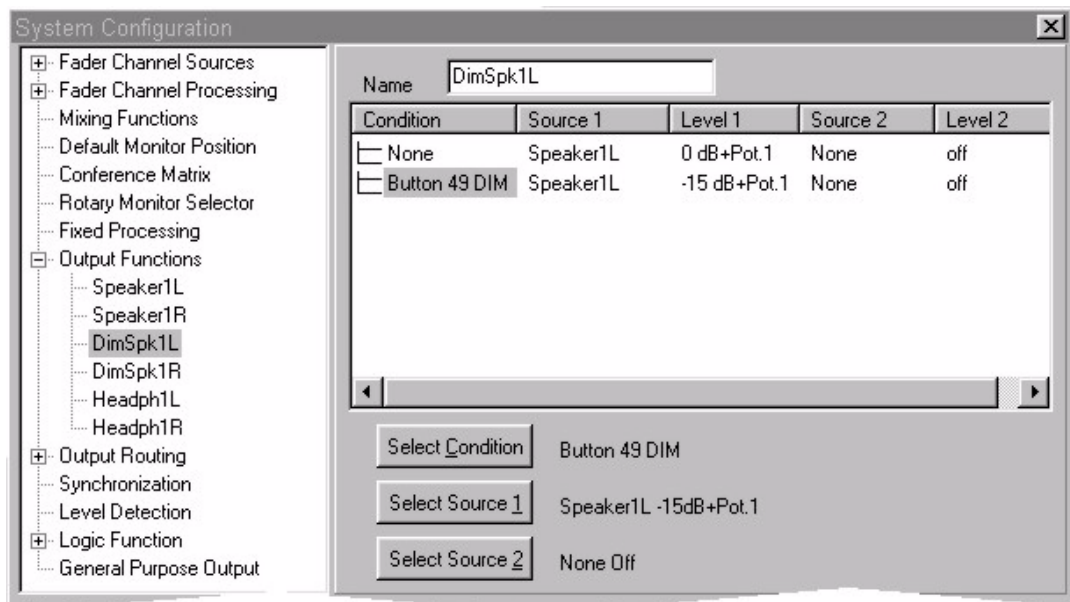 System Configuration
Fader Channel Sources
Fader Channel Processing
Mixing Functions
Default Monitor Position
Conference Matrix
Rotary Monitor Selector
Fixed Processing
Output Functions
Speaker1L
Speaker1R
DimSpk1L
DimSpk1R
Headph1L
Headph1R
Output Routing
Synchronization
Level Detection
Logic Function
General Purpose Output
Name DimSpk1L
Condition Source 1 Level 1 Source 2 Level 2
None Speaker1L 0 dB+Pot.1 None off
Button 49 DIM Speaker1L -15 dB+Pot.1 None off
Select Condition Button 49 DIM
Select Source 1 Speaker1L -15dB+Pot.1
Select Source 2 None Off